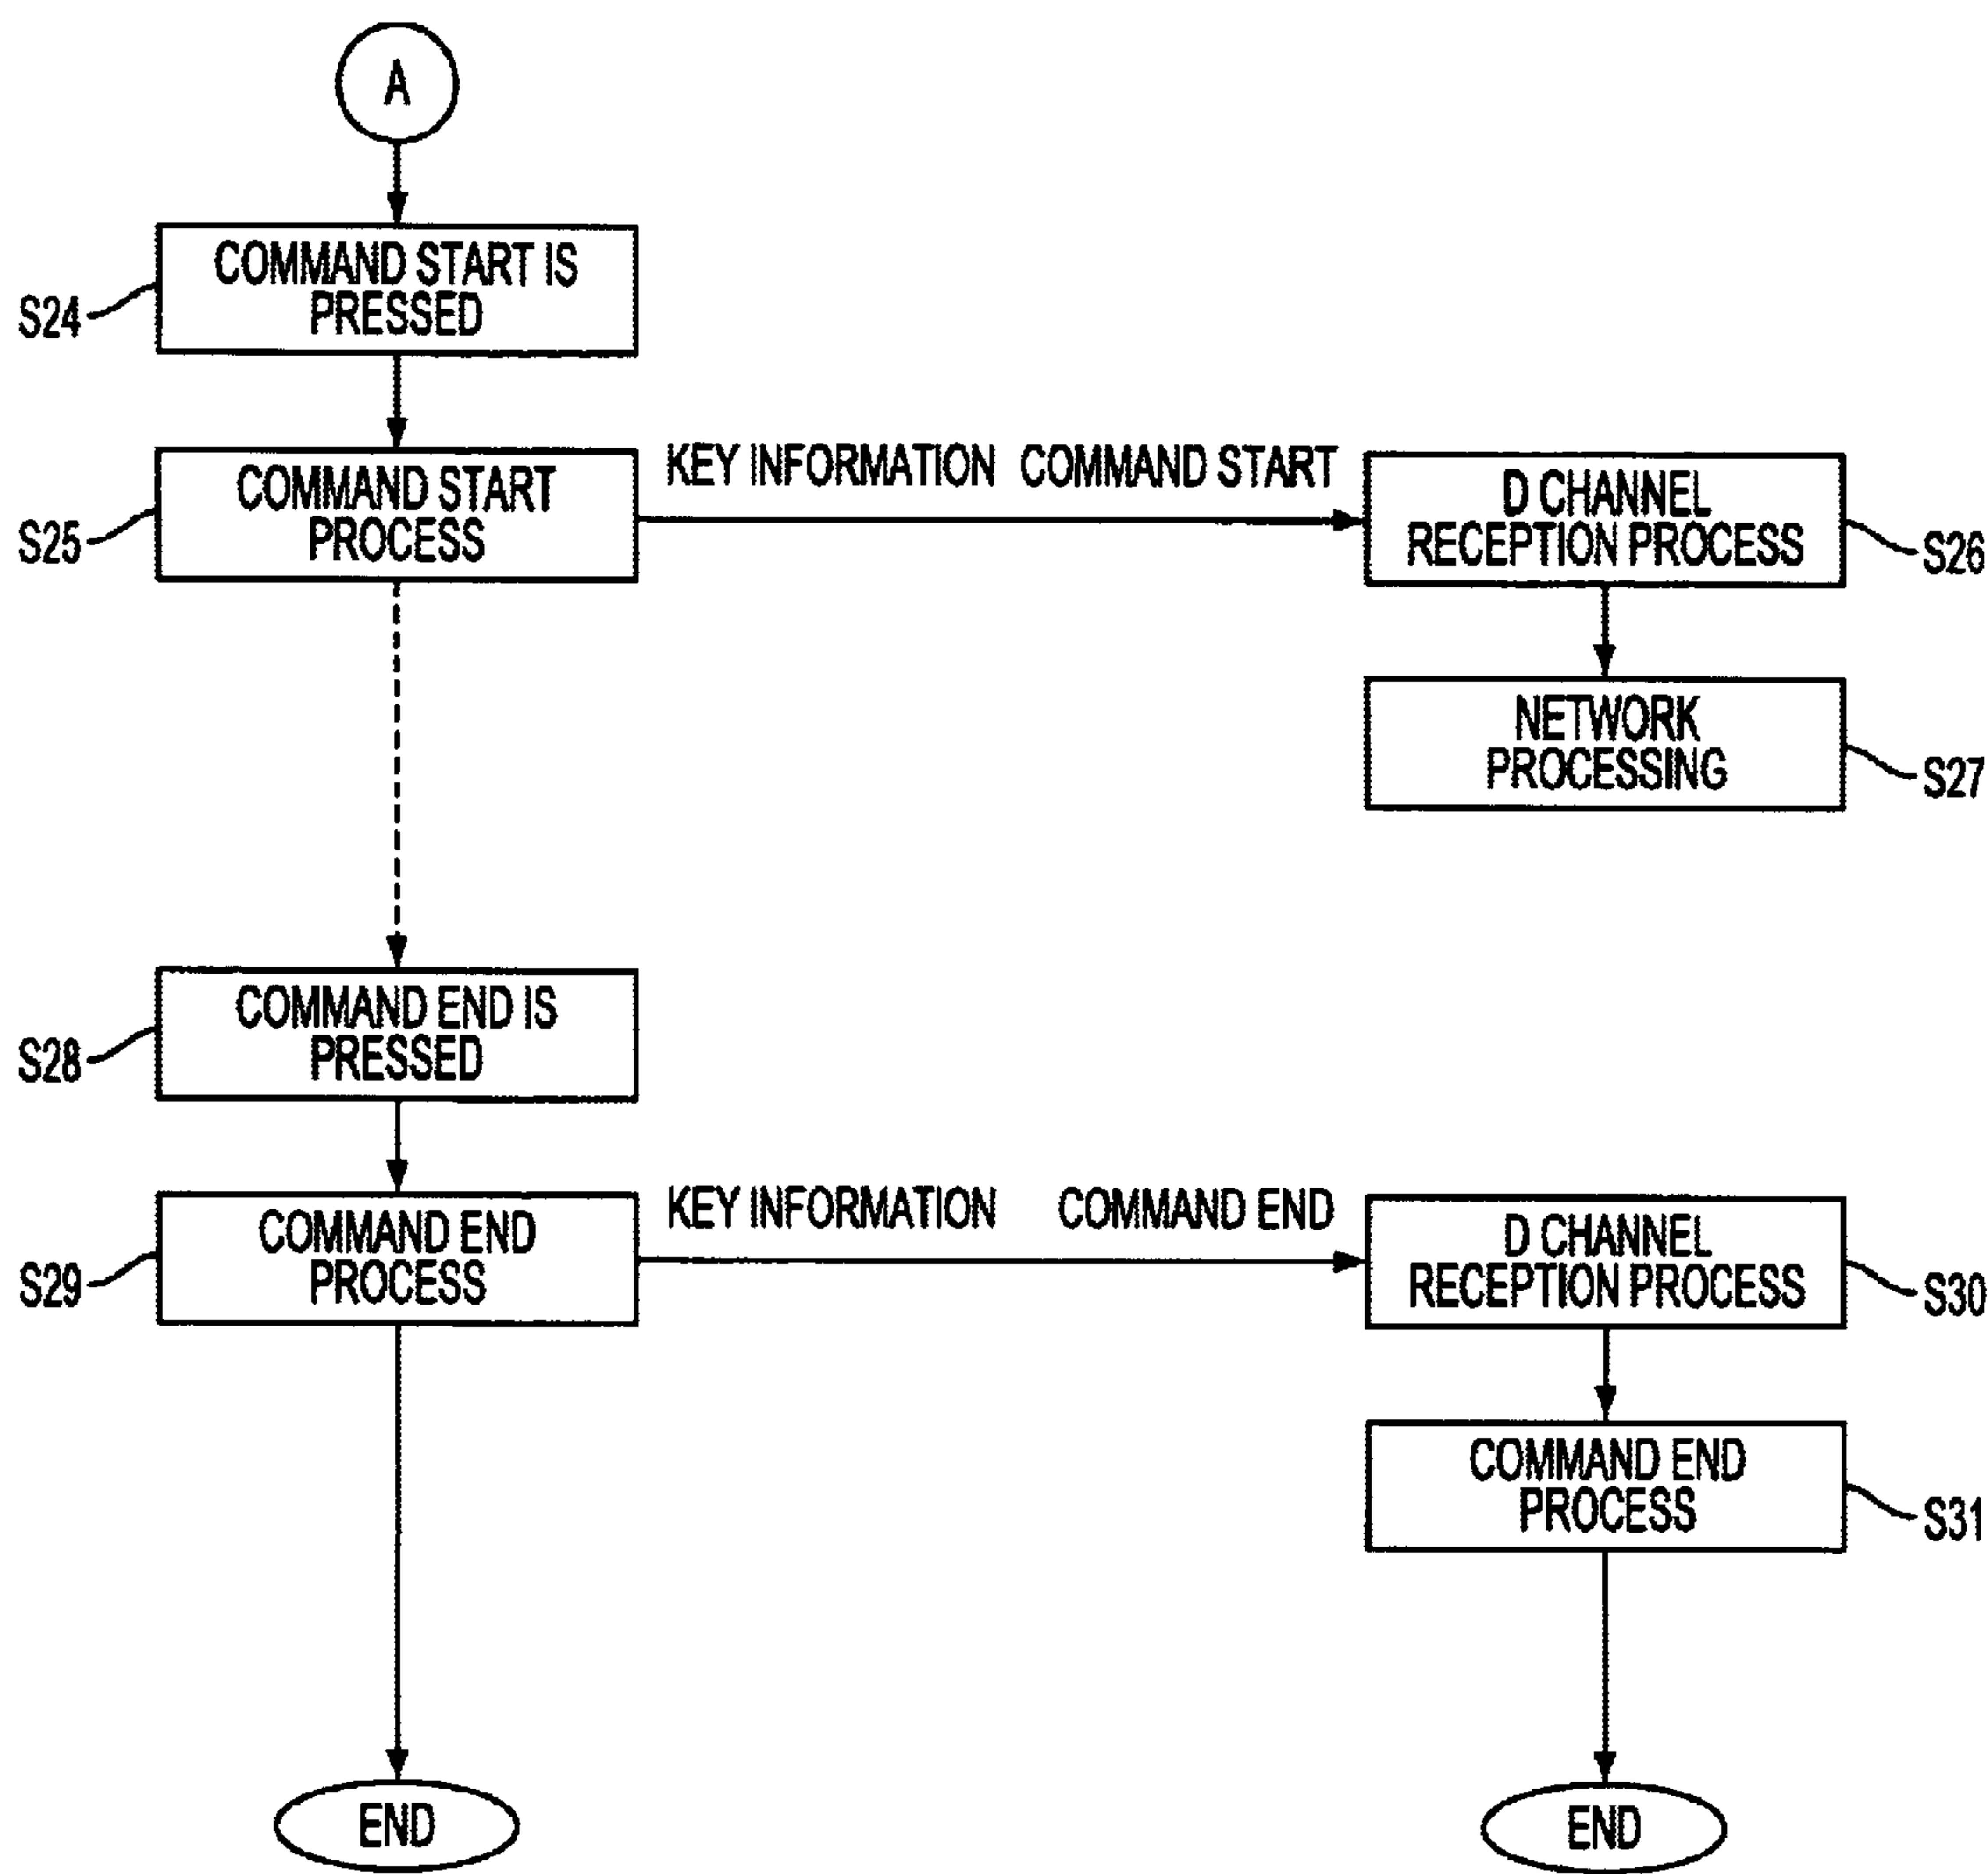 A
COMMAND START IS
PRESSED
S24
COMMAND START
PROCESS
S25
KEY INFORMATION COMMAND START
D CHANNEL
RECEPTION PROCESS
S26
NETWORK
PROCESSING
S27
COMMAND END IS
PRESSED
S28
COMMAND END
PROCESS
S29
KEY INFORMATION COMMAND END
D CHANNEL
RECEPTION PROCESS
S30
COMMAND END
PROCESS
S31
END
END